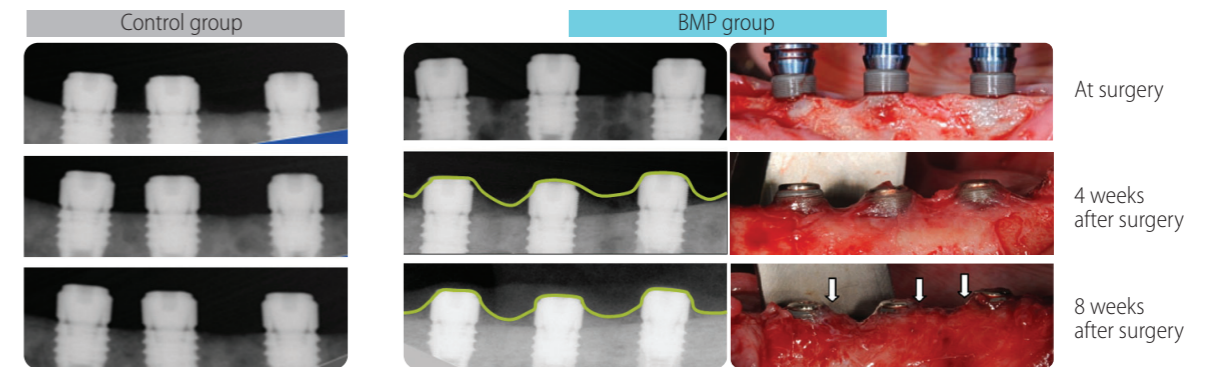 Control group
BMP group
At surgery
4 weeks
after surgery
8 weeks
after surgery